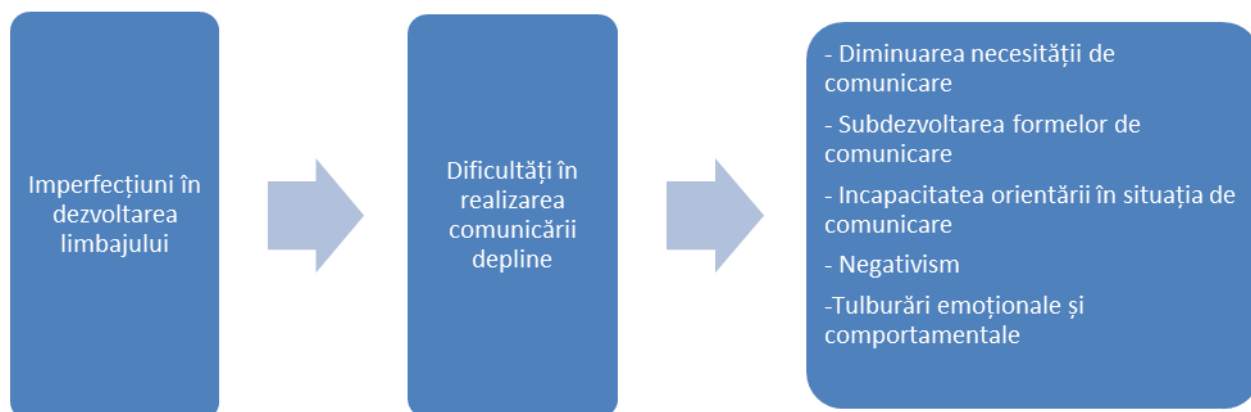 Imperfecțiuni în
dezvoltarea
limbajului
Dificultăți în
realizarea
comunicării
depline
- Diminuarea necesității de
comunicare
- Subdezvoltarea formelor de
comunicare
- Incapacitatea orientării în situația de
comunicare
- Negativism
-Tulburări emoționale și
comportamentale